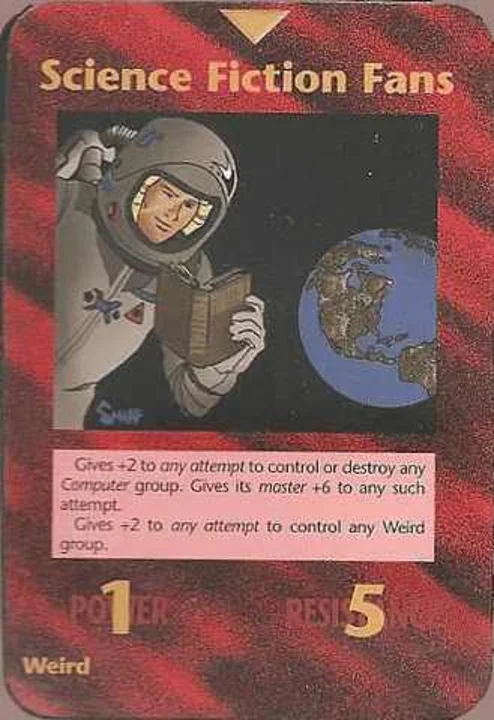 Science Fiction Fans
Gives +2 to any attempt to control or destroy any
Computer group. Gives its master +6 to any such
attempt.
Gives +2 to any attempt to control any Weird
group.
POWER 1 5
Weird